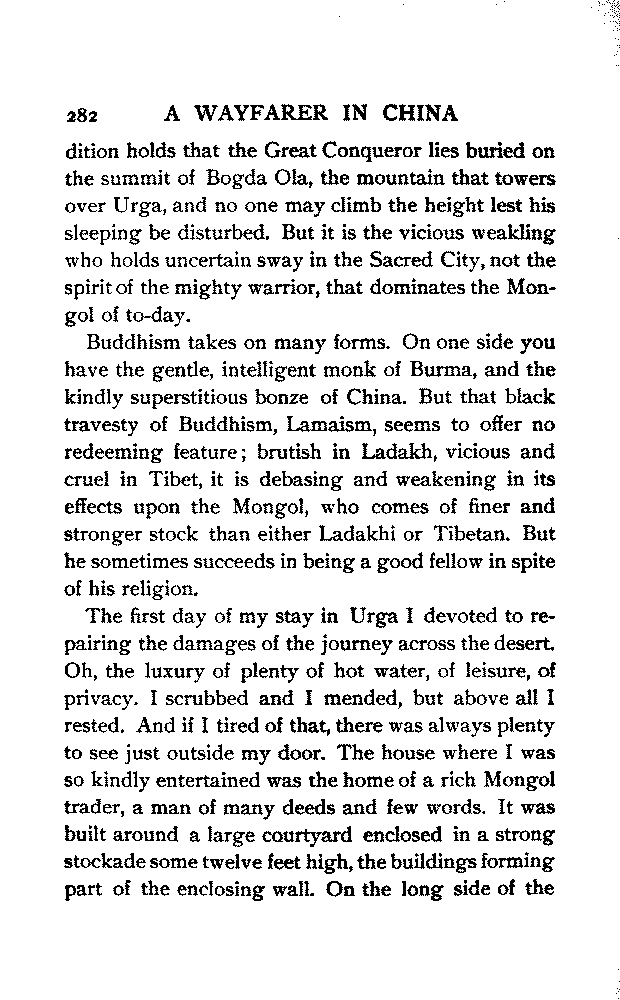 282 A WAYFARER IN CHINA
dition holds that the Great Conqueror lies buried on
the summit of Bogda Ola, the mountain that towers
over Urga, and no one may climb the height lest his
sleeping be disturbed. But it is the vicious weakling
who holds uncertain sway in the Sacred City, not the
spirit of the mighty warrior, that dominates the Mon-
gol of to-day.
Buddhism takes on many forms. On one side you
have the gentle, intelligent monk of Burma, and the
kindly superstitious bonze of China. But that black
travesty of Buddhism, Lamaism, seems to offer no
redeeming feature; brutish in Ladakh, vicious and
cruel in Tibet, it is debasing and weakening in its
effects upon the Mongol, who comes of finer and
stronger stock than either Ladakhi or Tibetan. But
he sometimes succeeds in being a good fellow in spite
of his religion.
The first day of my stay in Urga I devoted to re-
pairing the damages of the journey across the desert.
Oh, the luxury of plenty of hot water, of leisure, of
privacy. I scrubbed and I mended, but above all I
rested. And if I tired of that, there was always plenty
to see just outside my door. The house where I was
so kindly entertained was the home of a rich Mongol
trader, a man of many deeds and few words. It was
built around a large courtyard enclosed in a strong
stockade some twelve feet high, the buildings forming
part of the enclosing wall. On the long side of the